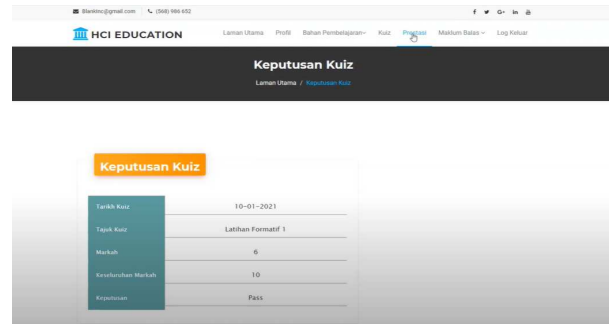 Blenkinc@gmail.com (568) 986 652
f G+ in
HCI EDUCATION Laman Utama Profil Bahan Pembelajaran Kuiz Prestasi Maklum Balas Log Keluar
Keputusan Kuiz
Laman Utama / Keputusan Kuiz
Keputusan Kuiz
Tarikh Kuiz 10-01-2021
Tajuk Kuiz Latihan Formatif 1
Markah 6
Keseluruhan Markah 10
Keputusan Pass